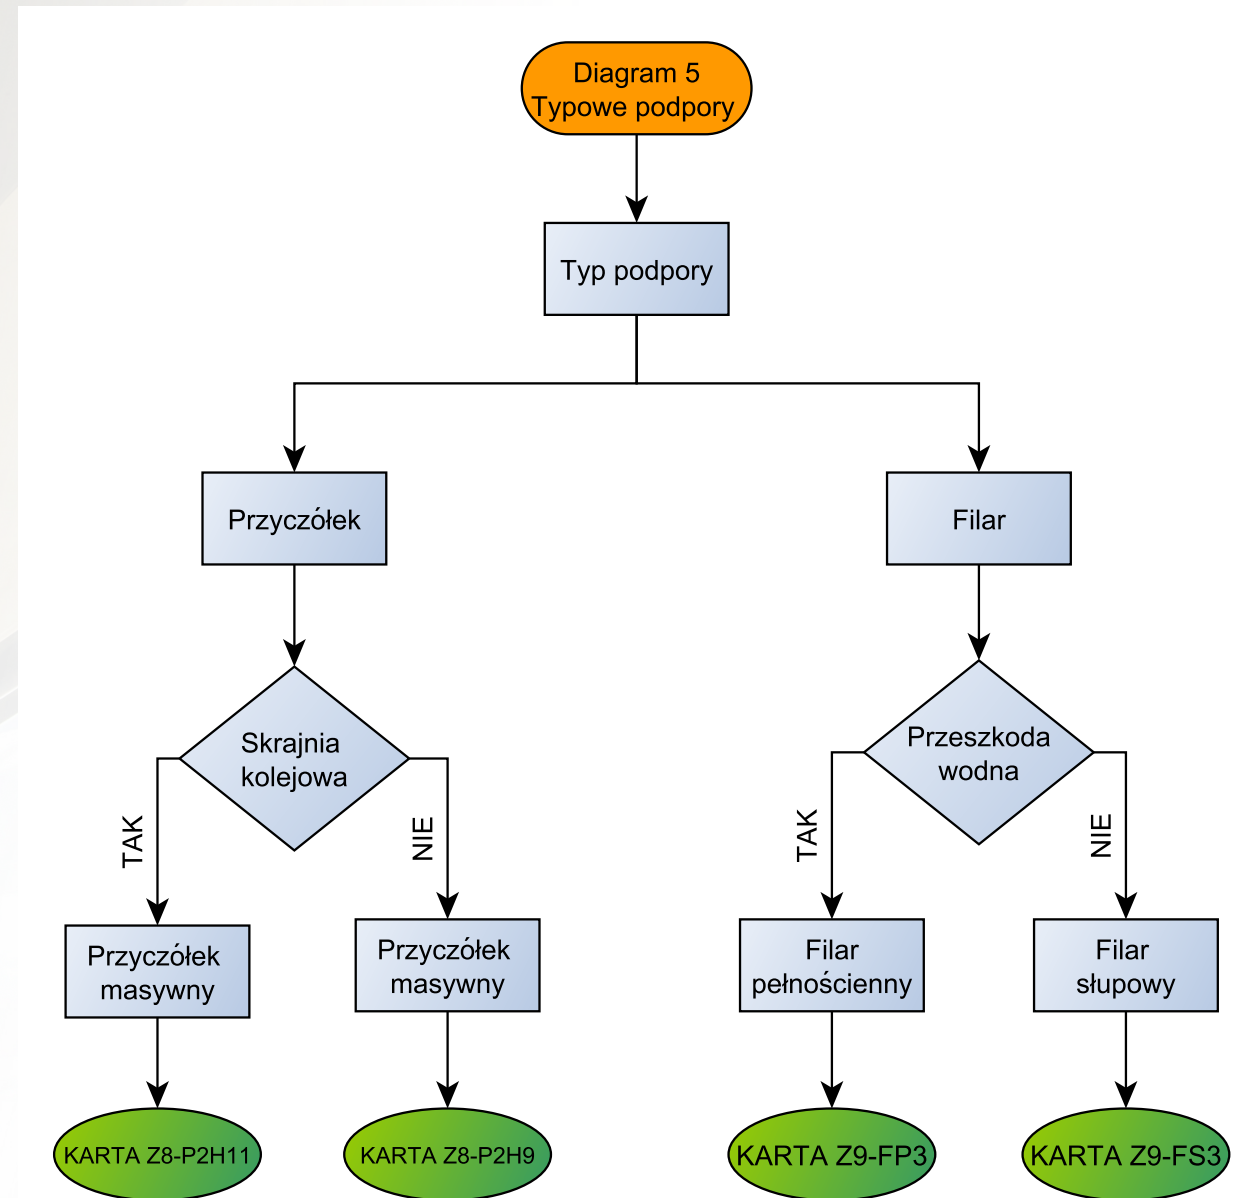 Diagram 5
Typowe podpory
Typ podpory
Przyczółek
Filar
Skrajnia
kolejowa
Przeszkoda
wodna
TAK
NIE
TAK
NIE
Przyczółek
masywny
Przyczółek
masywny
Filar
pełnościenny
Filar
słupowy
KARTA Z8-P2H11
KARTA Z8-P2H9
KARTA Z9-FP3
KARTA Z9-FS3